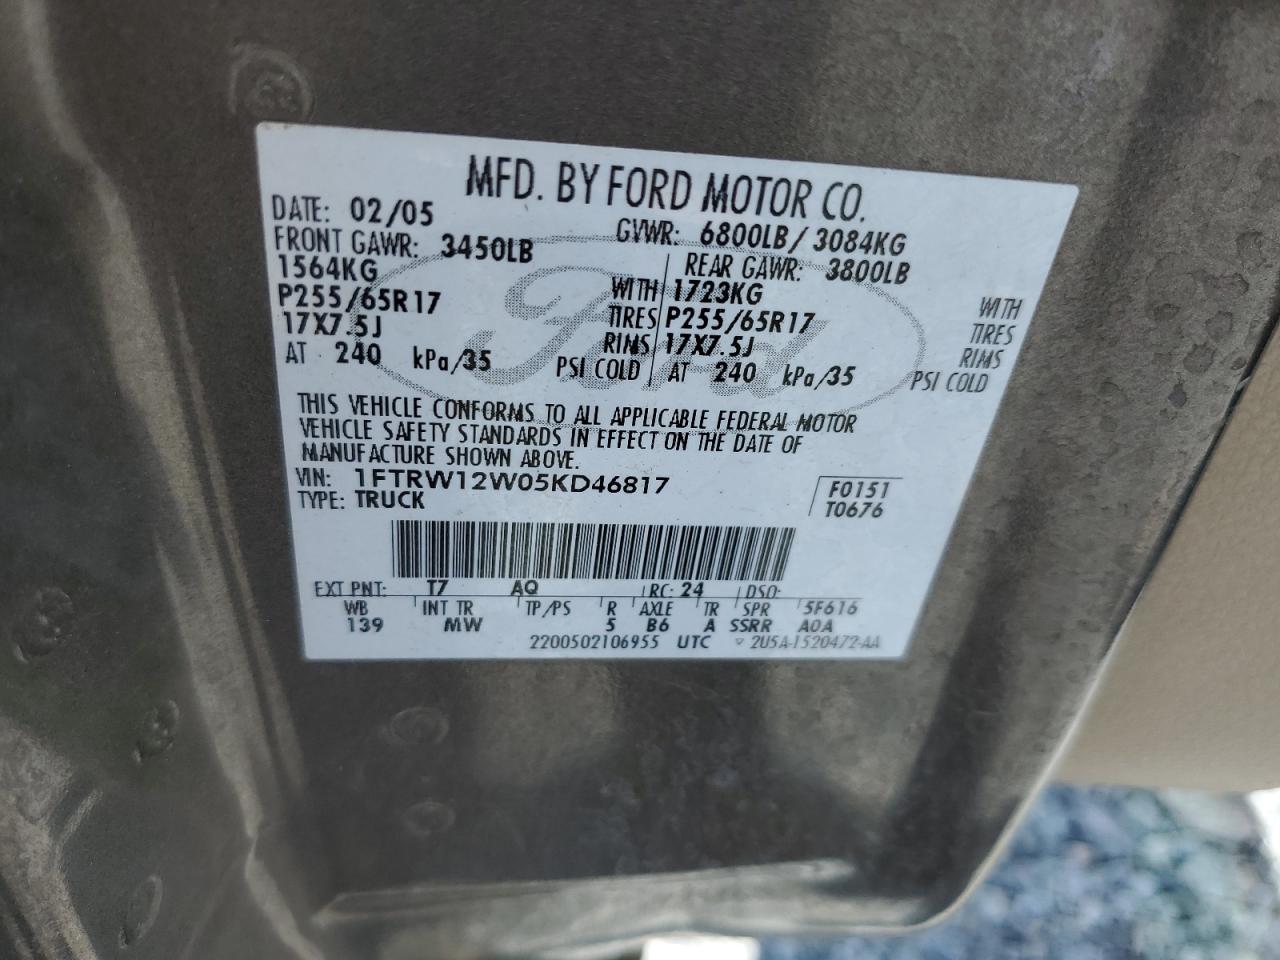 MFD. BY FORD MOTOR CO.
DATE: 02/05 GVWR: 6800LB/3084KG
FRONT GAWR: 3450LB REAR GAWR: 3800LB
1564KG WITH 1723KG WITH
P255/65R17 TIRES P255/65R17 TIRES
17X7.5J RIMS 17X7.5J RIMS
AT 240 kPa/35 PSI COLD AT 240 kPa/35 PSI COLD
Ford
THIS VEHICLE CONFORMS TO ALL APPLICABLE FEDERAL MOTOR
VEHICLE SAFETY STANDARDS IN EFFECT ON THE DATE OF
MANUFACTURE SHOWN ABOVE.
VIN: 1FTRW12W05KD46817 F0151
TYPE: TRUCK T0676
EXT PNT: T7 AQ RC: 24 DSO:
WB INT TR TP/PS R AXLE TR SPR 5F616
139 MW 5 B6 A SSRR A0A
2200502106955 UTC ▽ 2U5A-1520472-AA